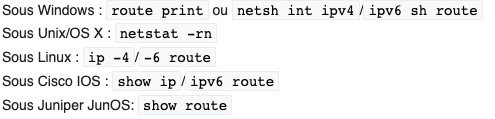 Sous Windows : route print ou netsh int ipv4 / ipv6 sh route
Sous Unix/OS X : netstat -rn
Sous Linux : ip -4 / -6 route
Sous Cisco IOS : show ip / ipv6 route
Sous Juniper JunOS: show route